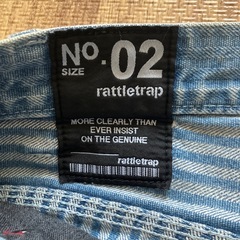 No. 02
SIZE
rattletrap
MORE CLEARLY THAN
EVER INSIST
ON THE GENUINE
rattletrap